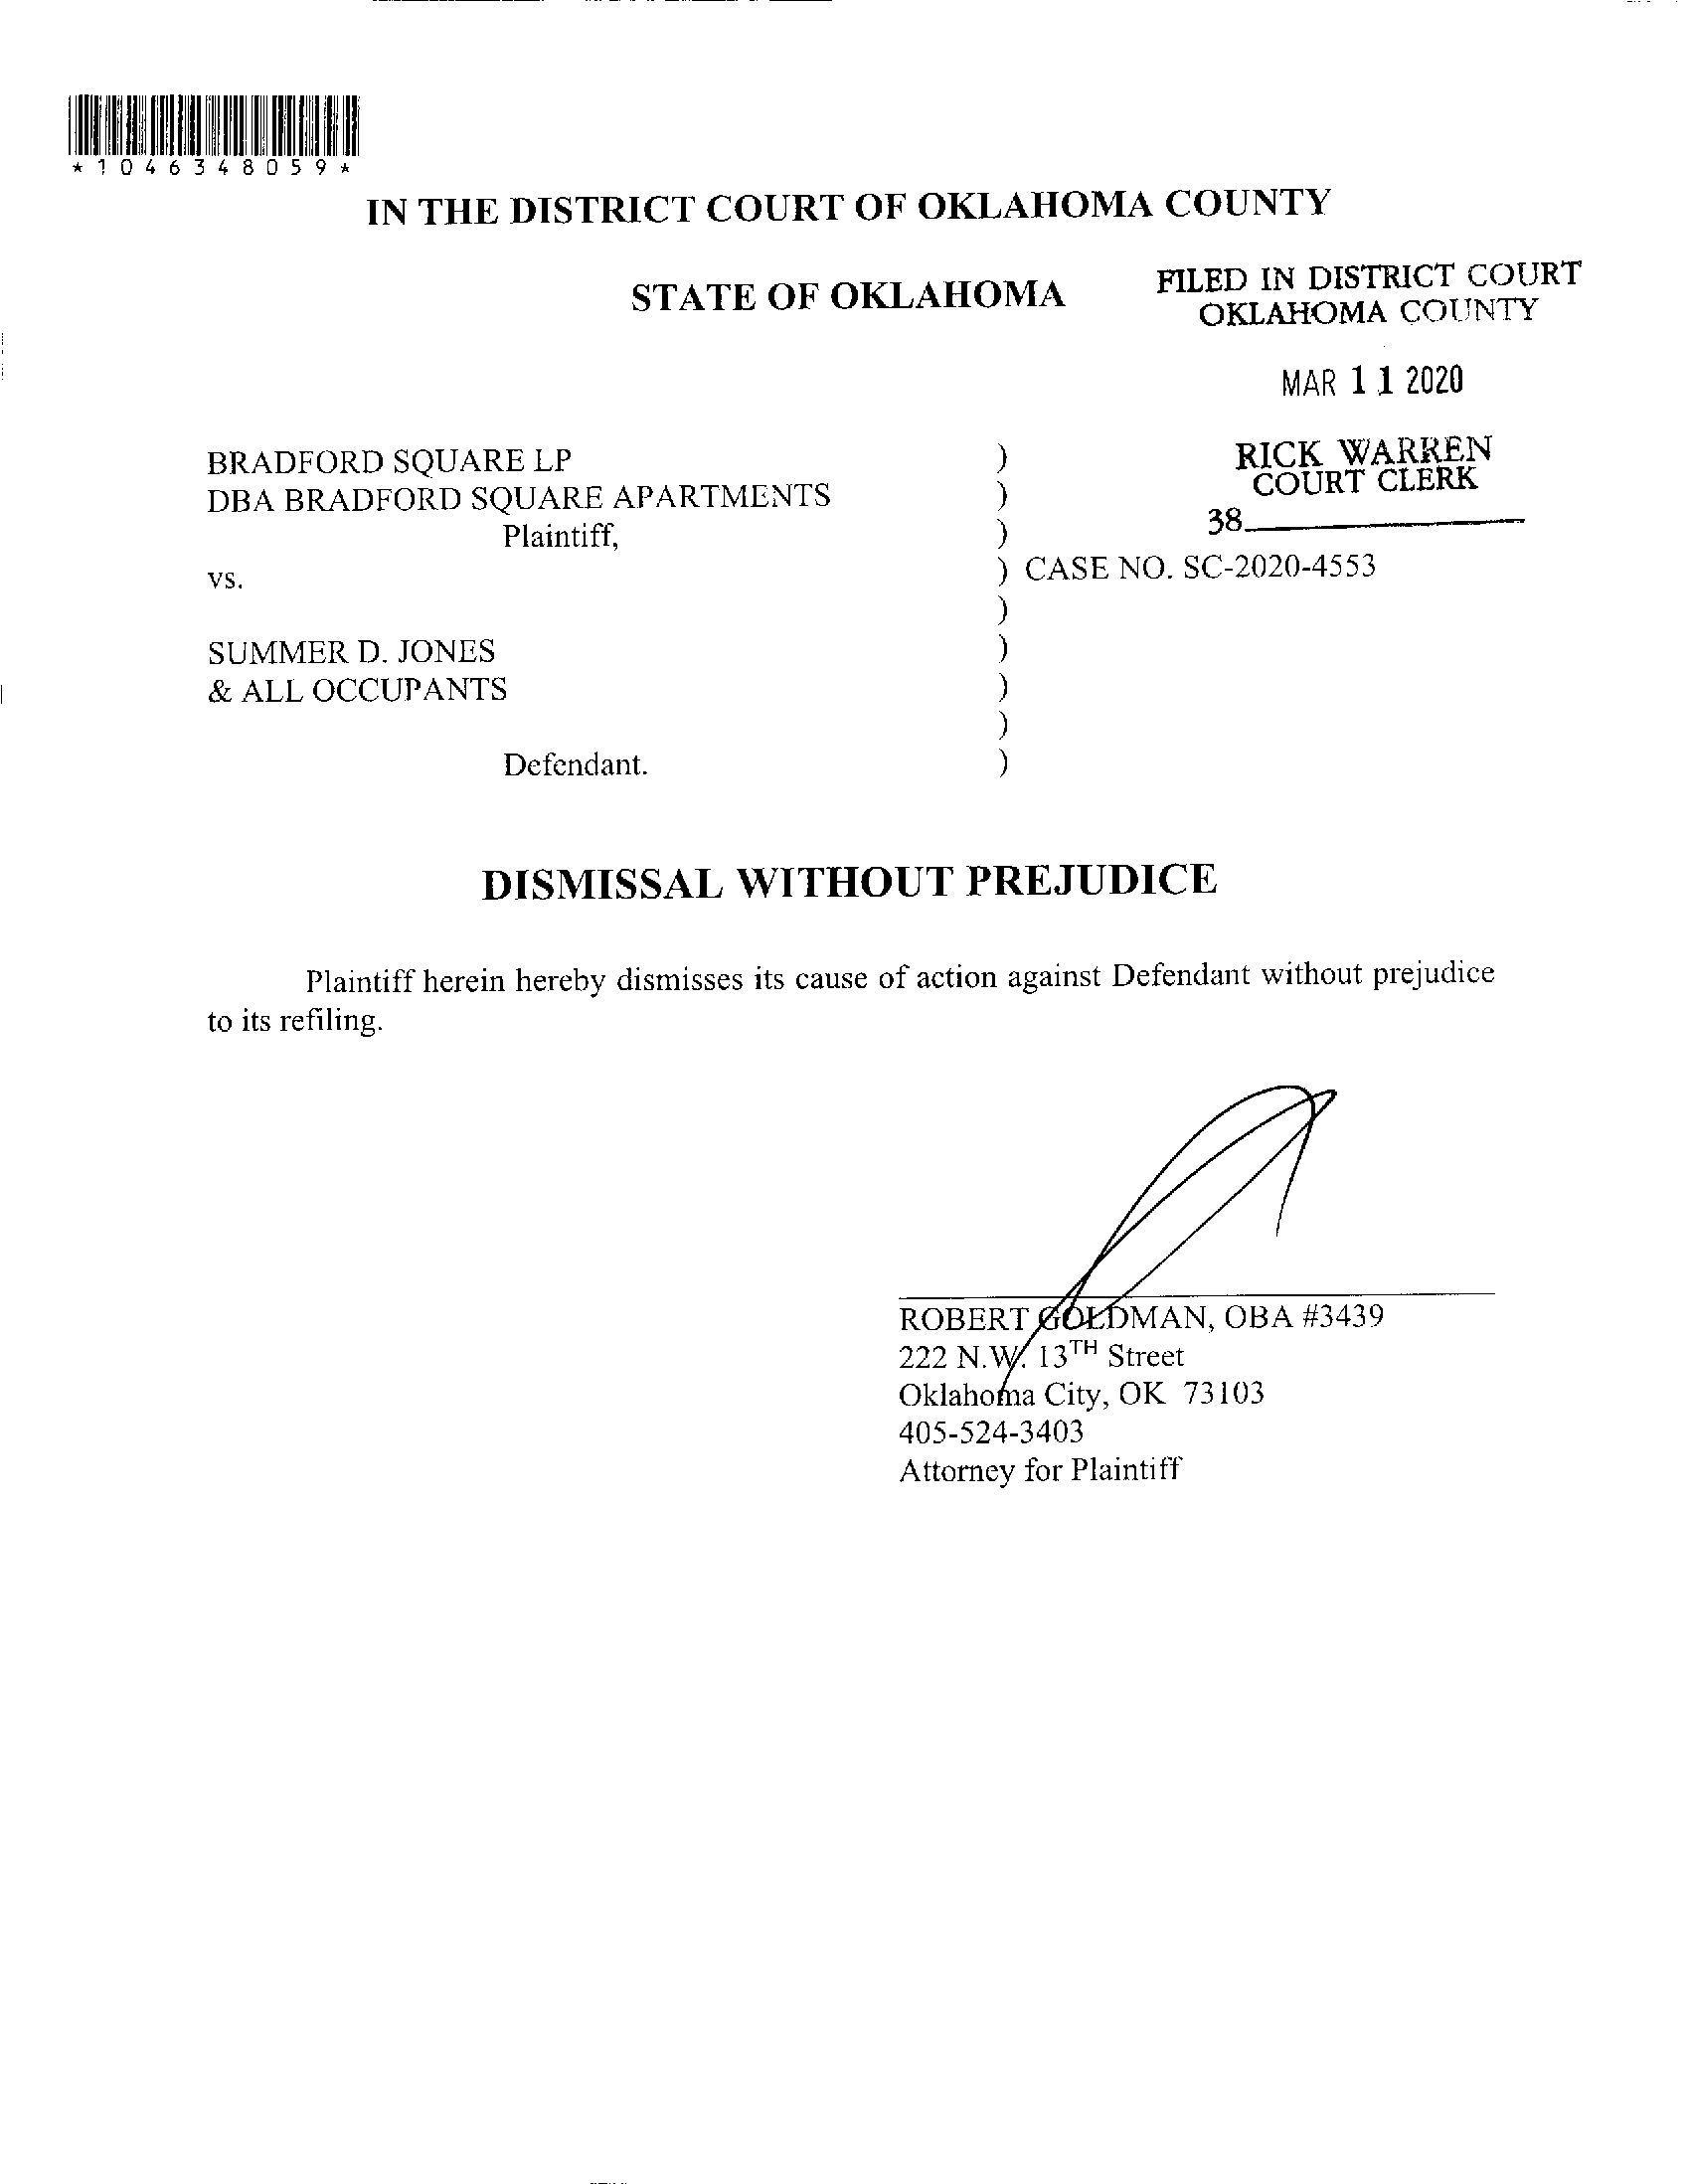 *1046348059*
IN THE DISTRICT COURT OF OKLAHOMA COUNTY
STATE OF OKLAHOMA
FILED IN DISTRICT COURT
OKLAHOMA COUNTY
MAR 11 2020
RICK WARREN
COURT CLERK
38
BRADFORD SQUARE LP )
DBA BRADFORD SQUARE APARTMENTS )
Plaintiff, )
vs. ) CASE NO. SC-2020-4553
)
SUMMER D. JONES )
& ALL OCCUPANTS )
)
Defendant. )
DISMISSAL WITHOUT PREJUDICE
Plaintiff herein hereby dismisses its cause of action against Defendant without prejudice
to its refiling.
ROBERT GOLDMAN, OBA #3439
222 N.W. 13TH Street
Oklahoma City, OK 73103
405-524-3403
Attorney for Plaintiff